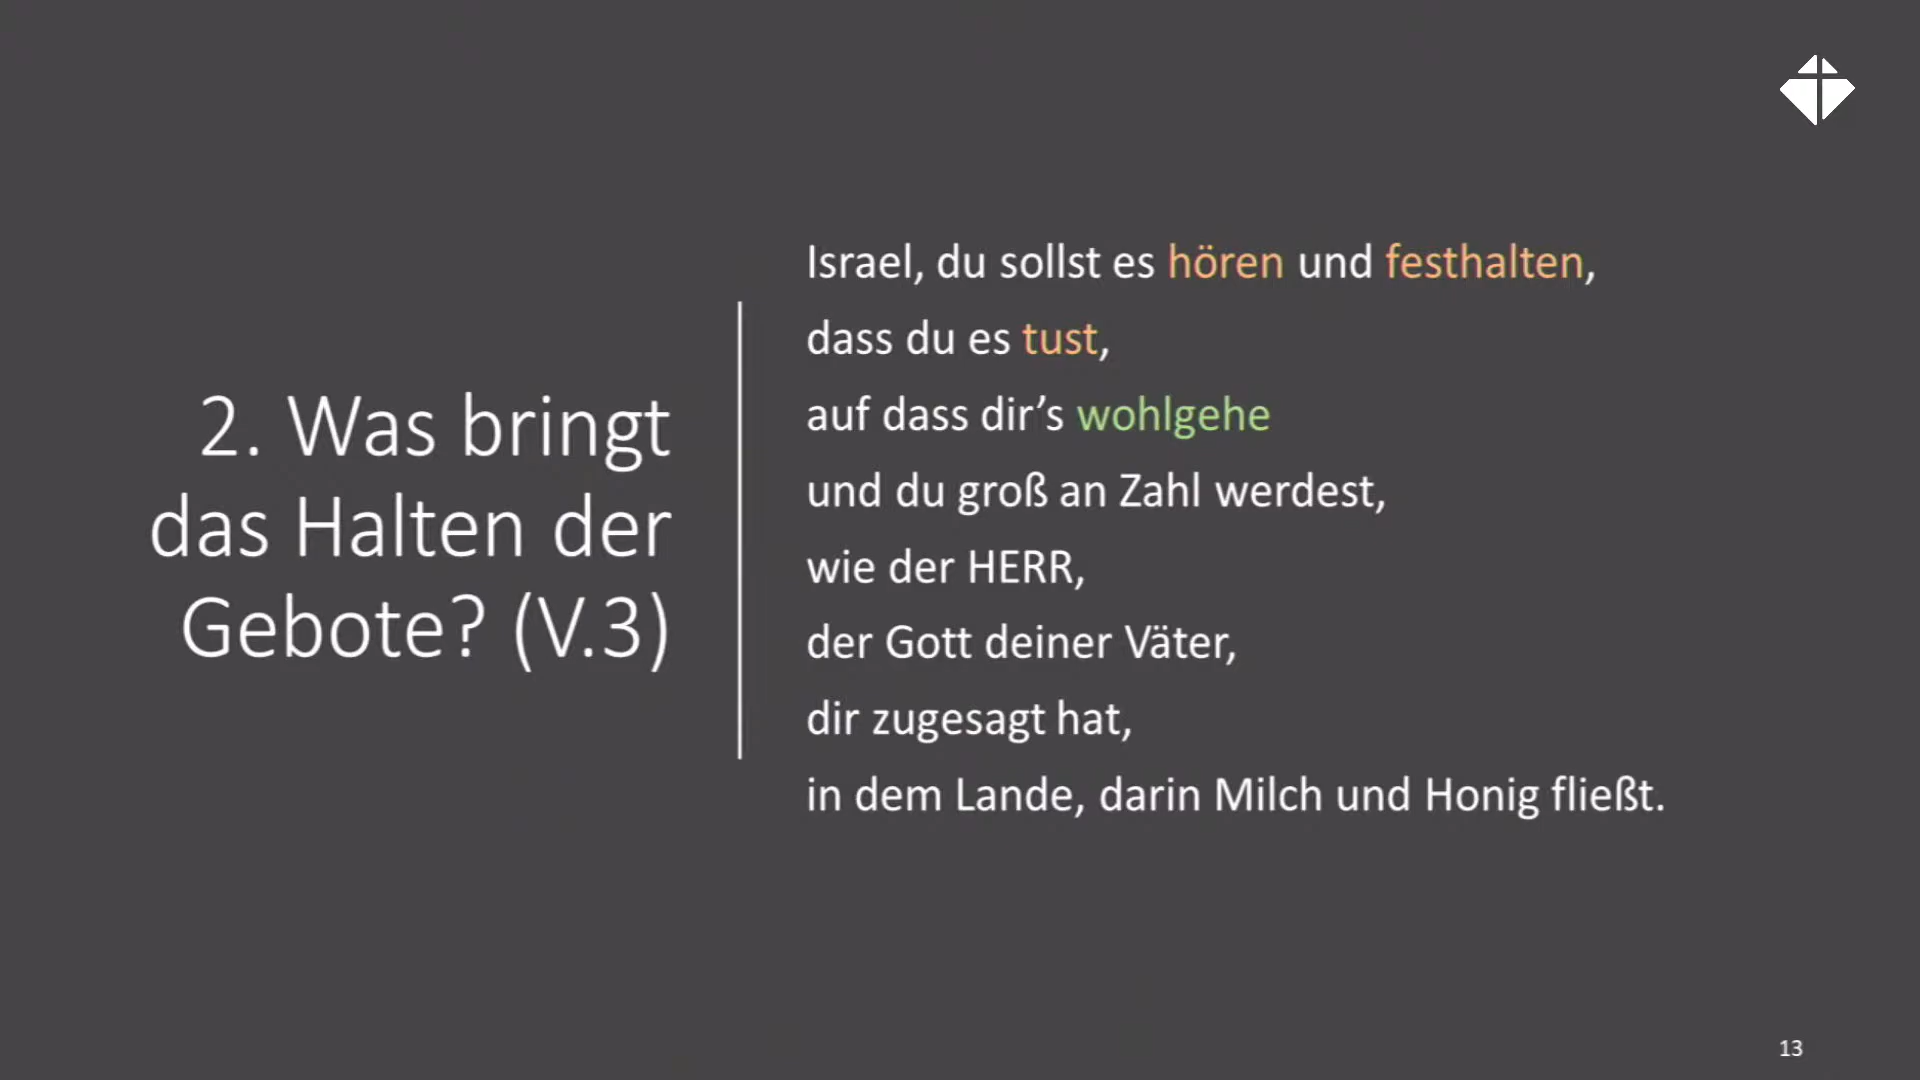 2. Was bringt
das Halten der
Gebote? (V.3)
Israel, du sollst es hören und festhalten,
dass du es tust,
auf dass dir’s wohlgehe
und du groß an Zahl werdest,
wie der HERR,
der Gott deiner Väter,
dir zugesagt hat,
in dem Lande, darin Milch und Honig fließt.
13